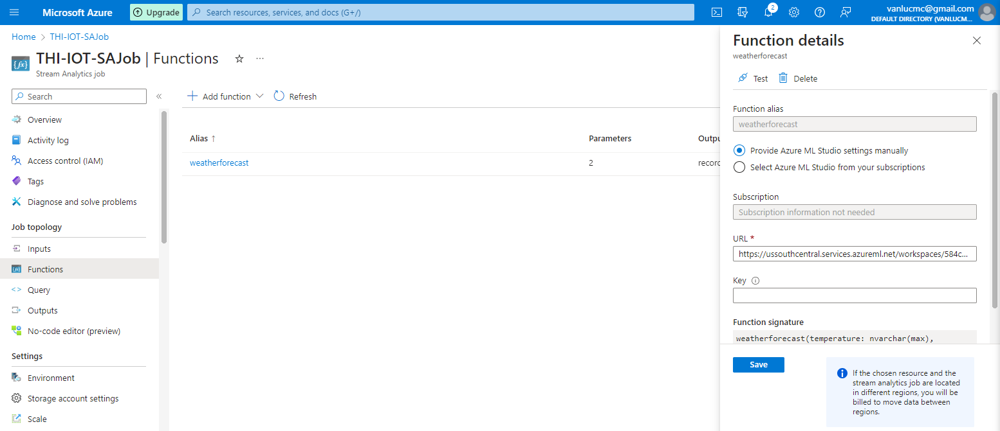 Microsoft Azure
Upgrade
Search resources, services, and docs (G+/)
2
vanlucmc@gmail.com
DEFAULT DIRECTORY (VANLUCM...
Home > THI-IOT-SAJob
THI-IOT-SAJob | Functions
...
Stream Analytics job
Search
«
Overview
Activity log
Access control (IAM)
Tags
Diagnose and solve problems
Job topology
Inputs
Functions
Query
Outputs
No-code editor (preview)
Settings
Environment
Storage account settings
Scale
Add function
Refresh
Alias ↑ Parameters Outpu
weatherforecast 2 record
Function details
weatherforecast
Test
Delete
Function alias
weatherforecast
Provide Azure ML Studio settings manually
Select Azure ML Studio from your subscriptions
Subscription
Subscription information not needed
URL *
https://ussouthcentral.services.azureml.net/workspaces/584c...
Key
Function signature
weatherforecast(temperature: nvarchar(max),
Save
If the chosen resource and the
stream analytics job are located
in different regions, you will be
billed to move data between
regions.